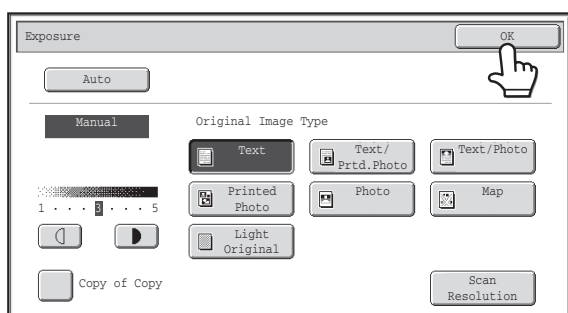 Exposure
OK
Auto
Manual
Original Image Type
Text
Text/
Prtd.Photo
Text/Photo
Printed
Photo
Photo
Map
1 · · · 3 · · · 5
Light
Original
Copy of Copy
Scan
Resolution